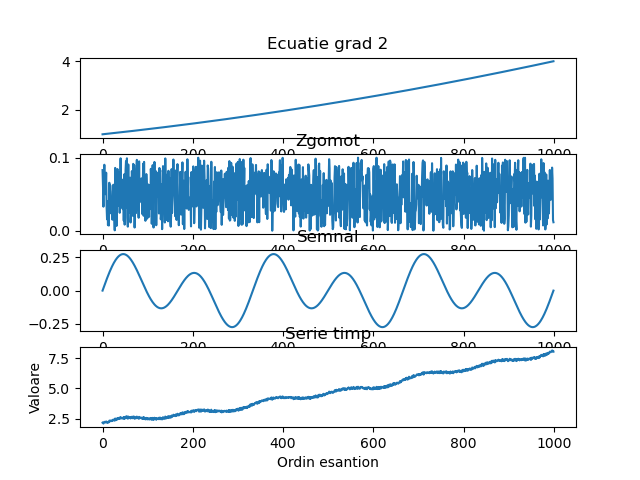 Ecuatie grad 2
4
2
0 200 400 600 800 1000
Zgomot
0.1
0.0
0 200 400 600 800 1000
Semnal
0.25
0.00
−0.25
0 200 400 600 800 1000
Serie timp
7.5
5.0
2.5
Valoare
0 200 400 600 800 1000
Ordin esantion